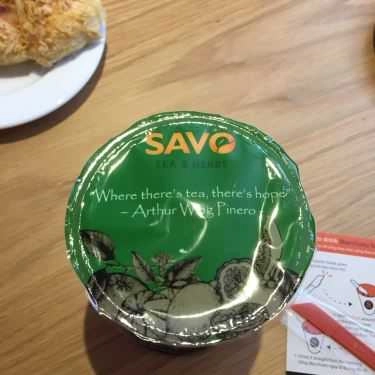 SAVO
TEA & HERBS
"Where there's tea, there's hope"
– Arthur Wing Pinero